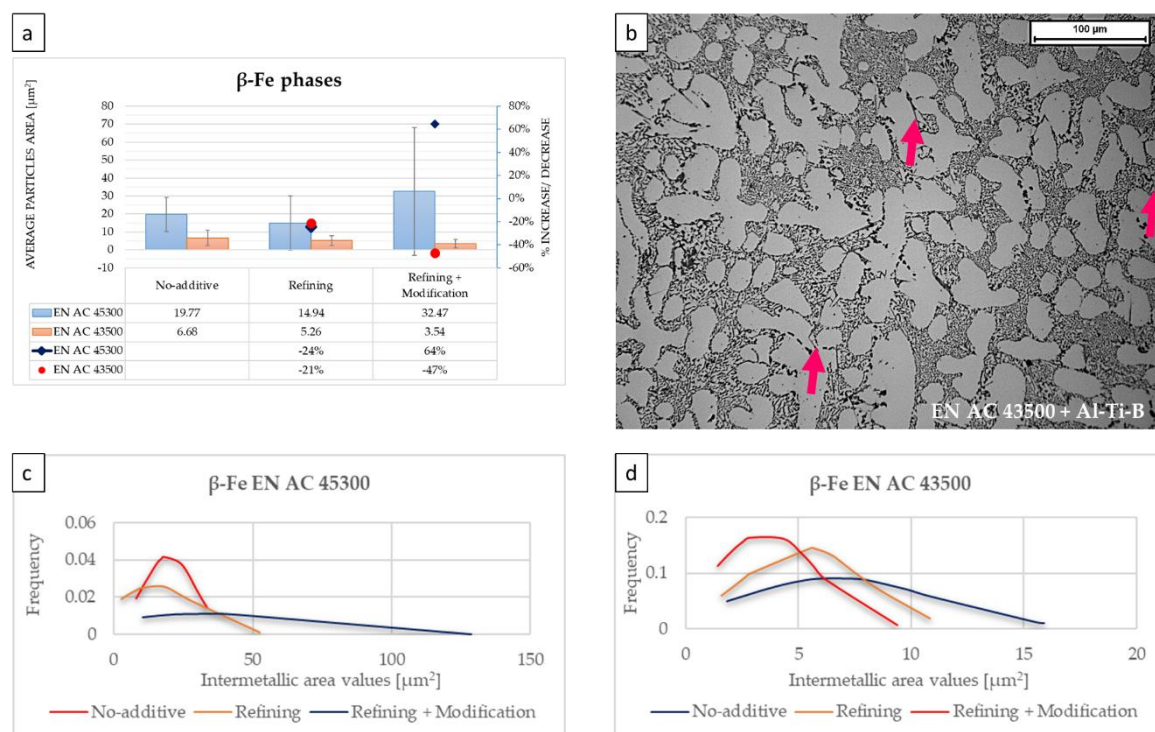 a
β-Fe phases
AVERAGE PARTICLES AREA [µm²]
80
70
60
50
40
30
20
10
0
-10
80%
60%
40%
20%
0%
-20%
-40%
-60%
% INCREASE/ DECREASE
No-additive Refining Refining + Modification
EN AC 45300 19.77 14.94 32.47
EN AC 43500 6.68 5.26 3.54
EN AC 45300 -24% 64%
EN AC 43500 -21% -47%
b
100 µm
EN AC 43500 + Al-Ti-B
c
β-Fe EN AC 45300
Frequency
0.06
0.04
0.02
0
0 50 100 150
Intermetallic area values [µm²]
No-additive Refining Refining + Modification
d
β-Fe EN AC 43500
Frequency
0.2
0.1
0
0 5 10 15 20
Intermetallic area values [µm²]
No-additive Refining Refining + Modification